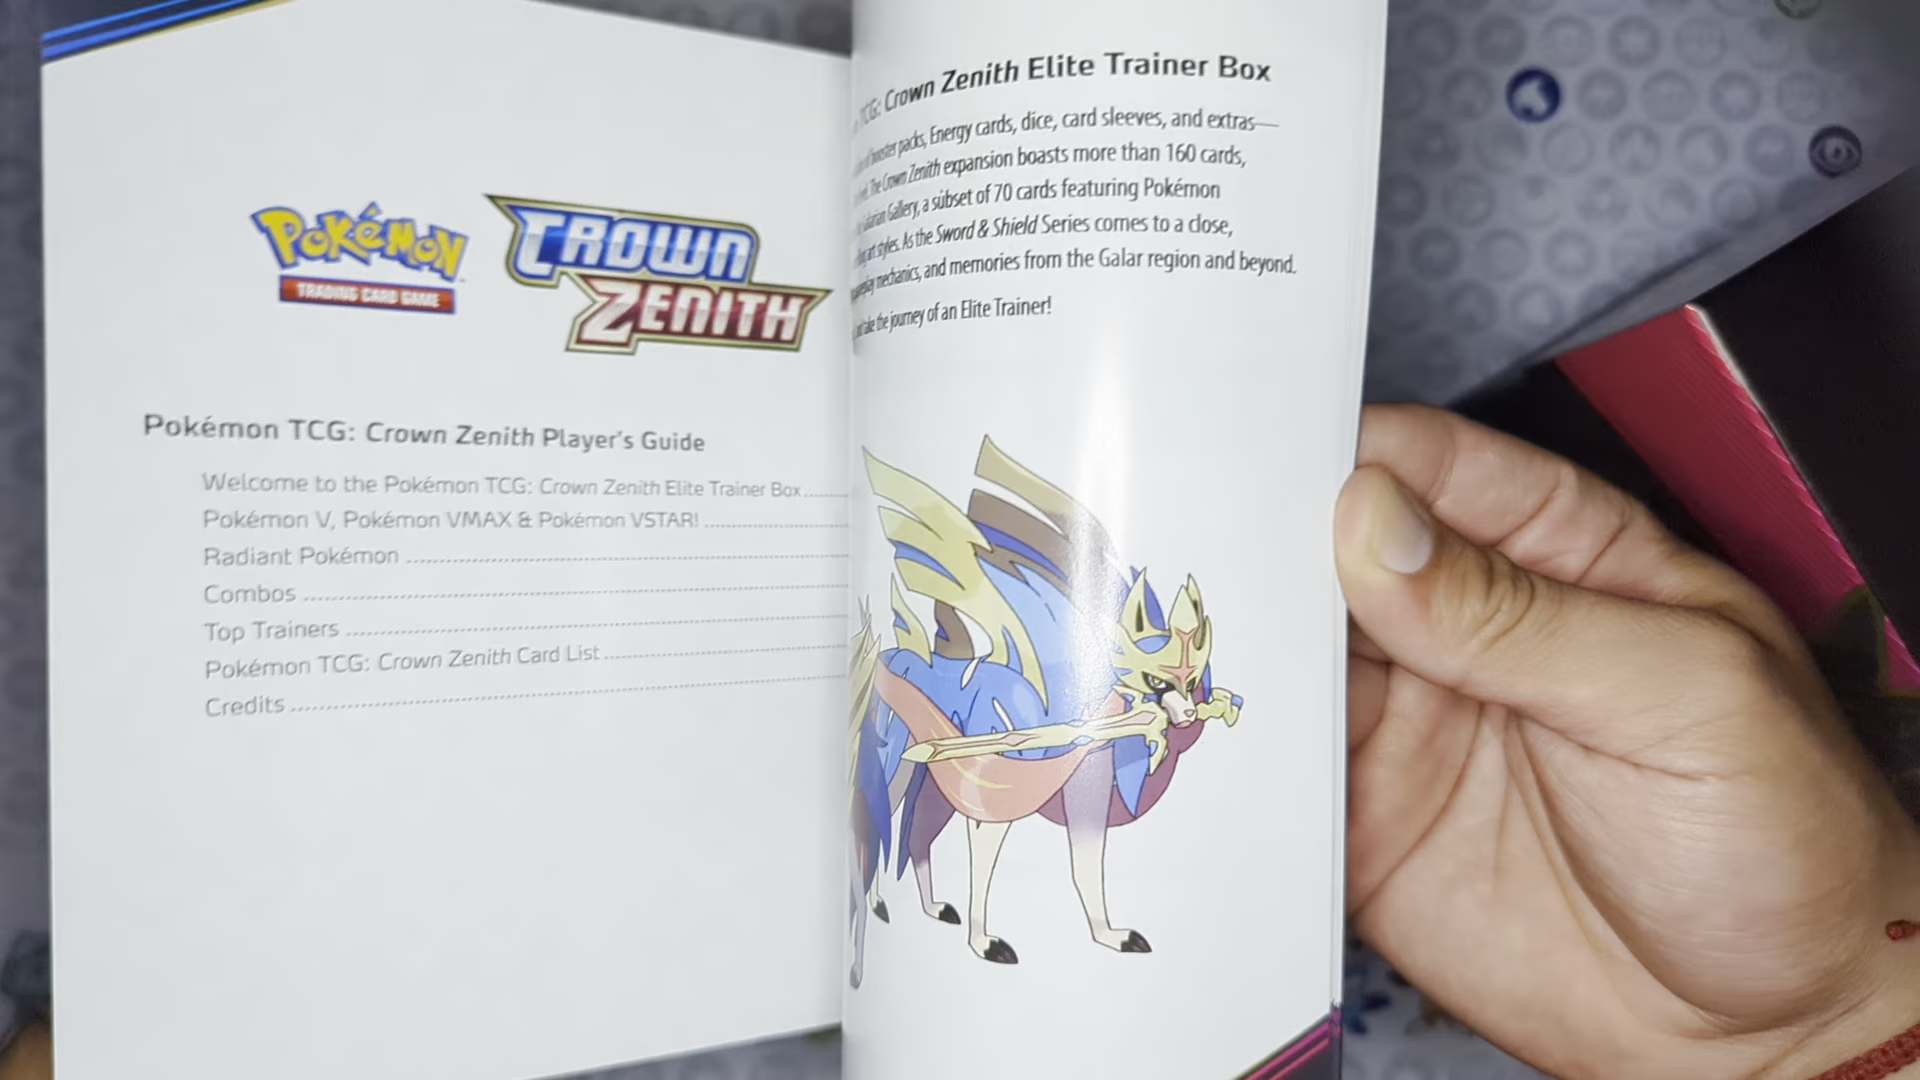 Pokémon
TRADING CARD GAME
CROWN
ZENITH
Pokémon TCG: Crown Zenith Player's Guide
Welcome to the Pokémon TCG: Crown Zenith Elite Trainer Box
Pokémon V, Pokémon VMAX & Pokémon VSTAR!
Radiant Pokémon
Combos
Top Trainers
Pokémon TCG: Crown Zenith Card List
Credits
TCG: Crown Zenith Elite Trainer Box
booster packs, Energy cards, dice, card sleeves, and extras—
The Crown Zenith expansion boasts more than 160 cards,
Gallery, a subset of 70 cards featuring Pokémon
art styles. As the Sword & Shield Series comes to a close,
mechanics, and memories from the Galar region and beyond.
take the journey of an Elite Trainer!